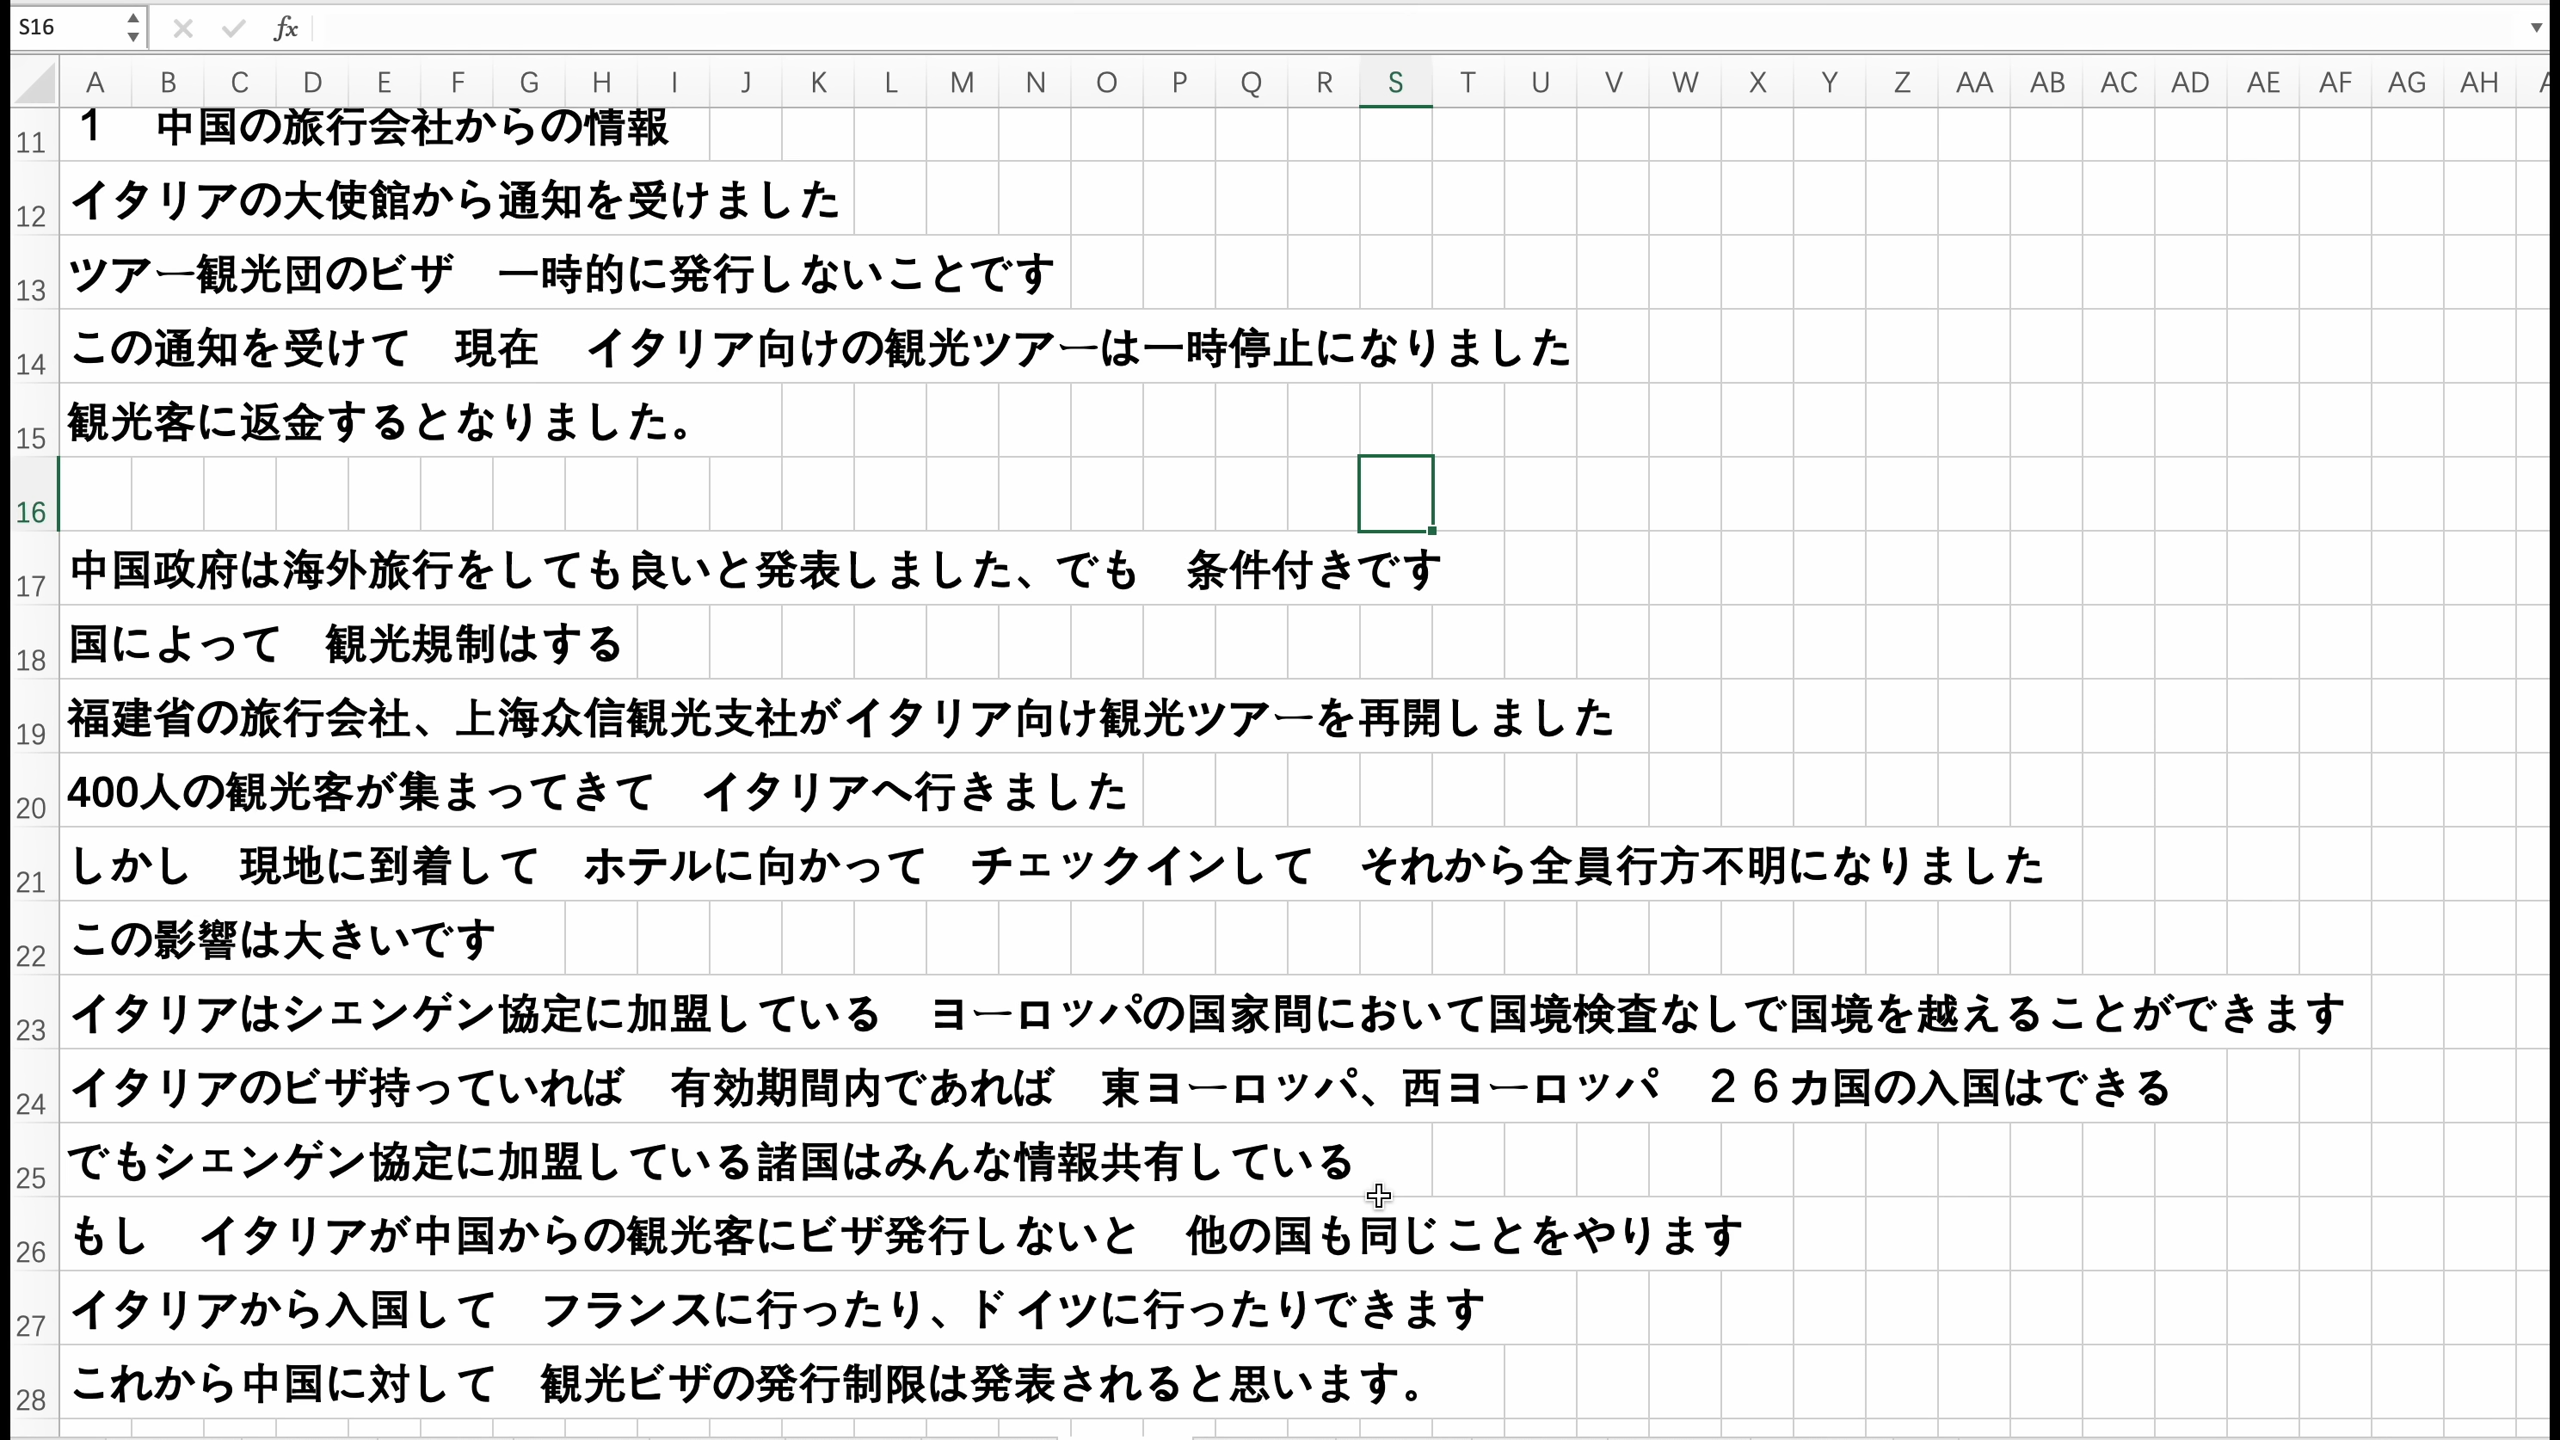 S16
fx
A B C D E F G H I J K L M N O P Q R S T U V W X Y Z AA AB AC AD AE AF AG AH
11 1　中国の旅行会社からの情報
12 イタリアの大使館から通知を受けました
13 ツアー観光団のビザ　一時的に発行しないことです
14 この通知を受けて　現在　イタリア向けの観光ツアーは一時停止になりました
15 観光客に返金するとなりました。
16
17 中国政府は海外旅行をしても良いと発表しました、でも　条件付きです
18 国によって　観光規制はする
19 福建省の旅行会社、上海众信観光支社がイタリア向け観光ツアーを再開しました
20 400人の観光客が集まってきて　イタリアへ行きました
21 しかし　現地に到着して　ホテルに向かって　チェックインして　それから全員行方不明になりました
22 この影響は大きいです
23 イタリアはシェンゲン協定に加盟している　ヨーロッパの国家間において国境検査なしで国境を越えることができます
24 イタリアのビザ持っていれば　有効期間内であれば　東ヨーロッパ、西ヨーロッパ　２６カ国の入国はできる
25 でもシェンゲン協定に加盟している諸国はみんな情報共有している
26 もし　イタリアが中国からの観光客にビザ発行しないと　他の国も同じことをやります
27 イタリアから入国して　フランスに行ったり、ドイツに行ったりできます
28 これから中国に対して　観光ビザの発行制限は発表されると思います。